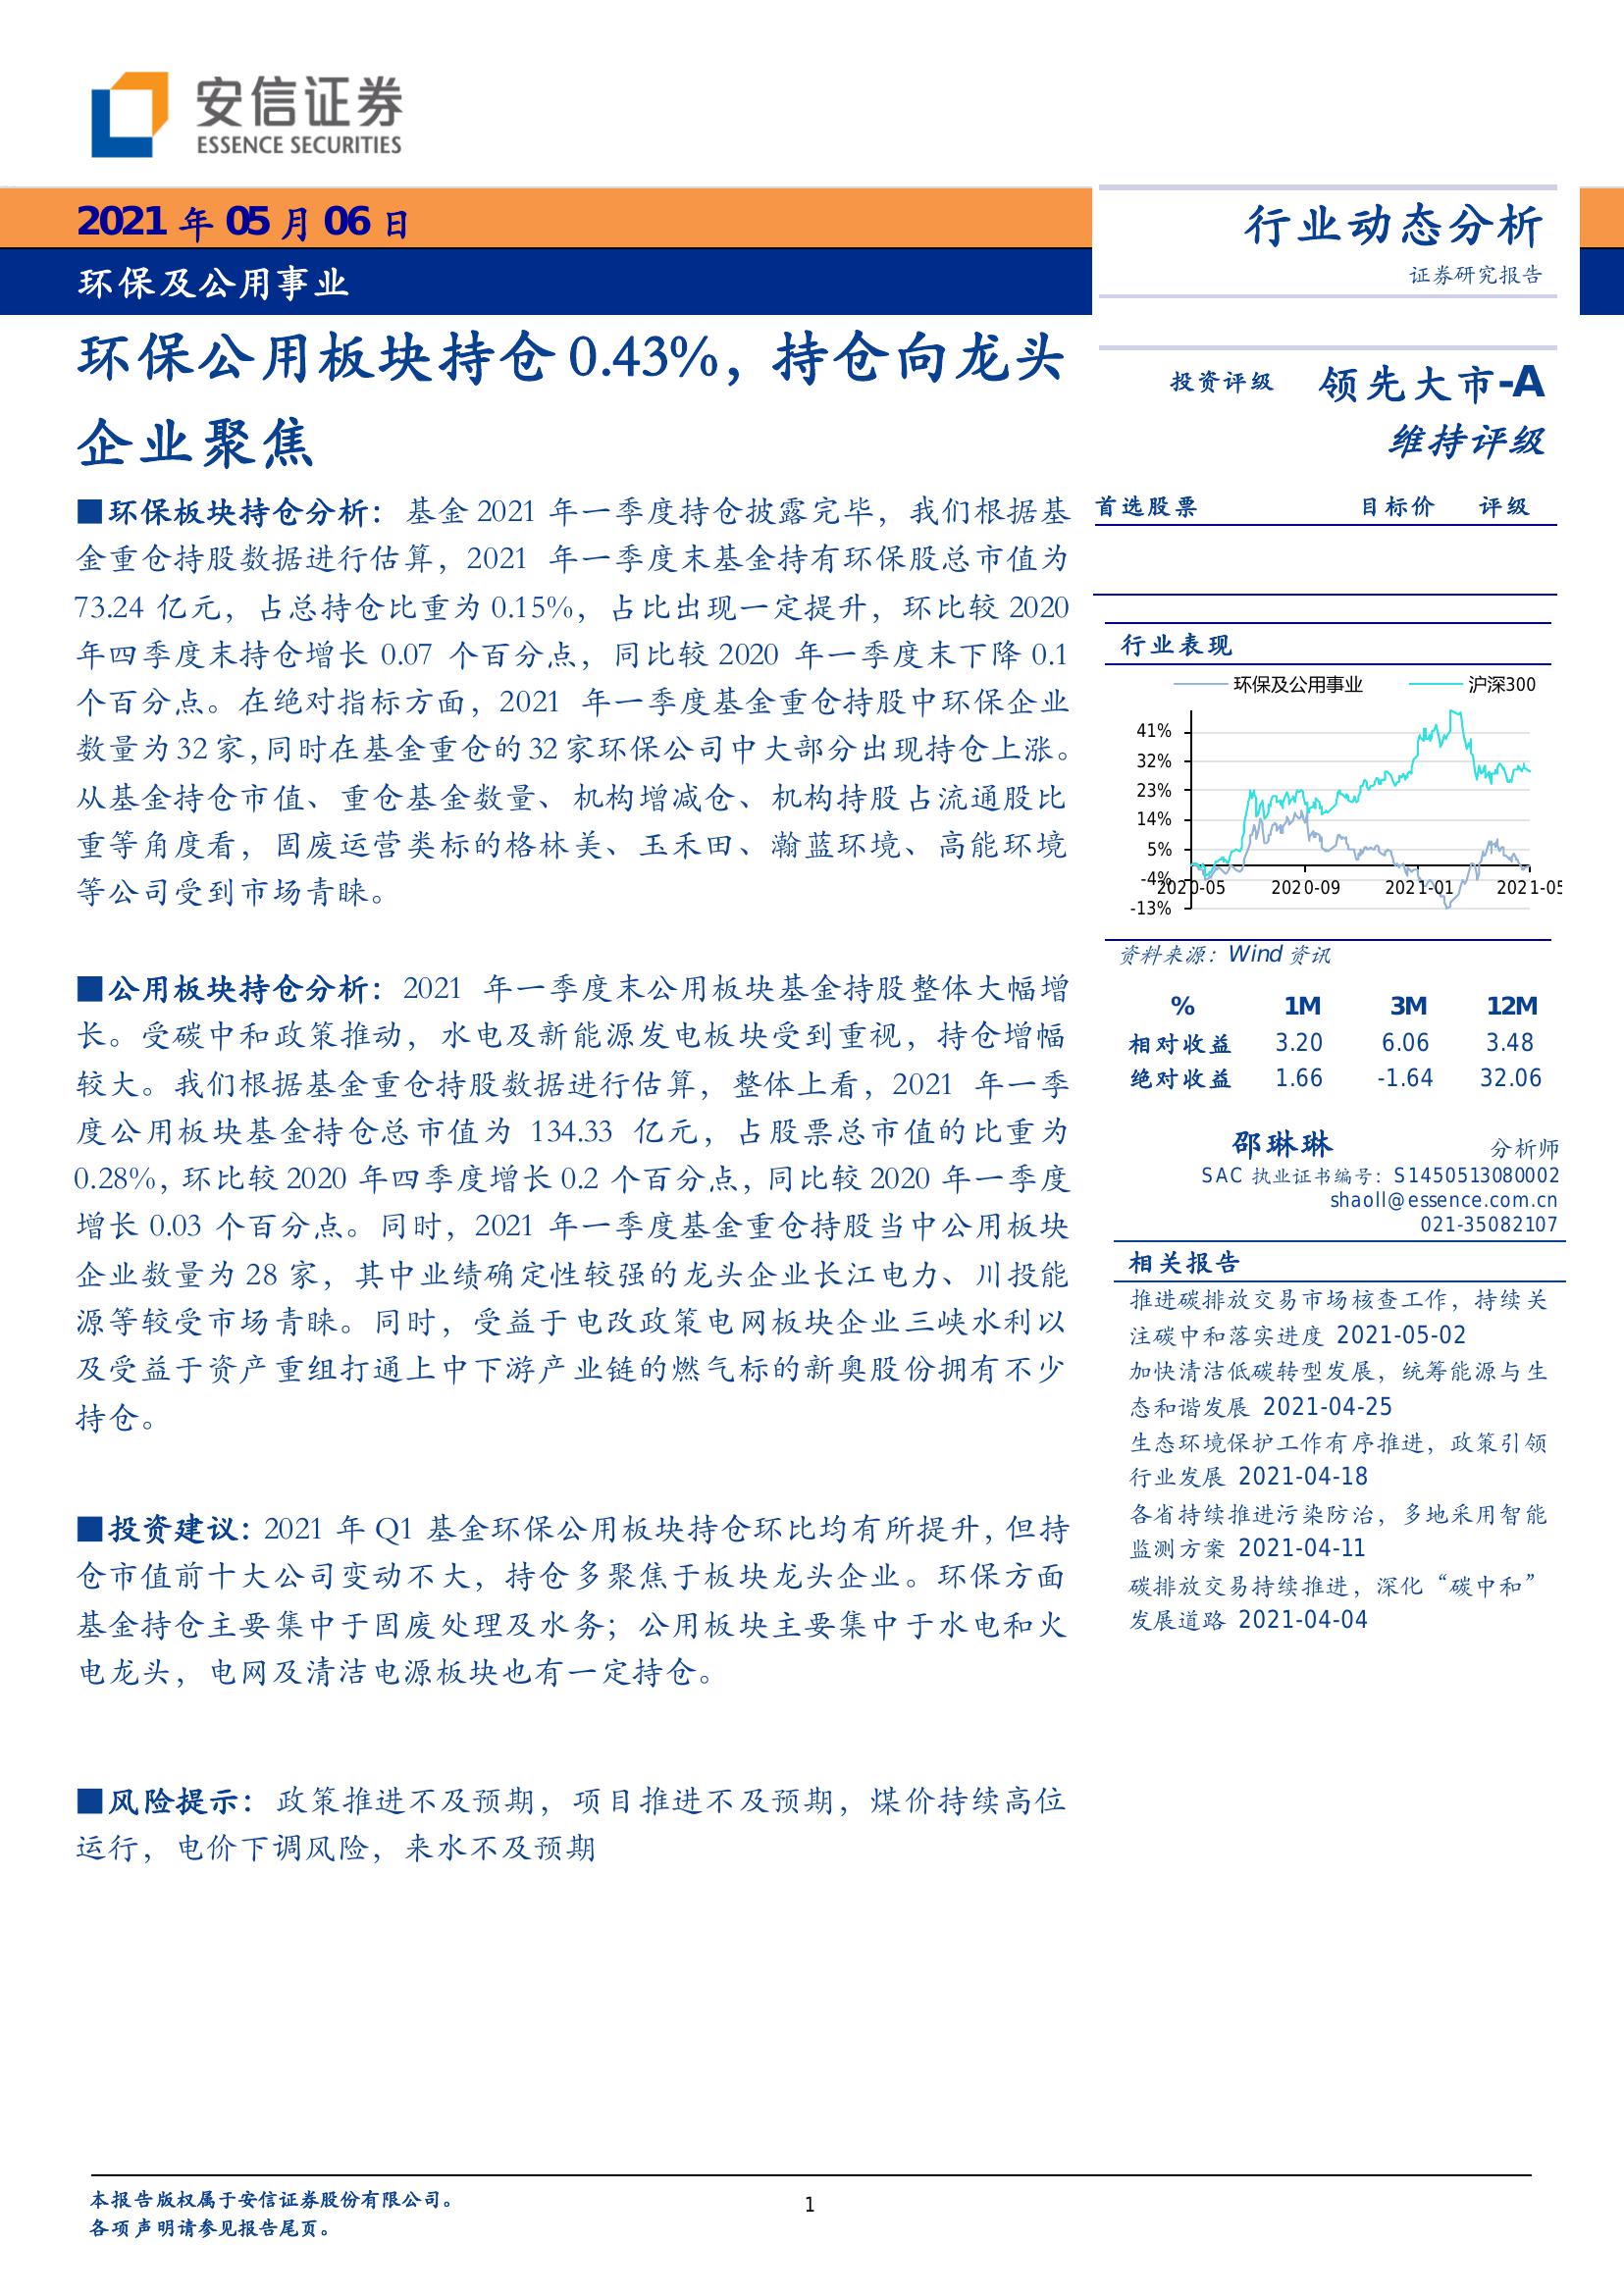 安信证券
ESSENCE SECURITIES
2021 年 05 月 06 日
环保及公用事业
环保公用板块持仓 0.43%，持仓向龙头
企业聚焦
■环保板块持仓分析：基金 2021 年一季度持仓披露完毕，我们根据基
金重仓持股数据进行估算，2021 年一季度末基金持有环保股总市值为
73.24 亿元，占总持仓比重为 0.15%，占比出现一定提升，环比较 2020
年四季度末持仓增长 0.07 个百分点，同比较 2020 年一季度末下降 0.1
个百分点。在绝对指标方面，2021 年一季度基金重仓持股中环保企业
数量为 32 家，同时在基金重仓的 32 家环保公司中大部分出现持仓上涨。
从基金持仓市值、重仓基金数量、机构增减仓、机构持股占流通股比
重等角度看，固废运营类标的格林美、玉禾田、瀚蓝环境、高能环境
等公司受到市场青睐。
■公用板块持仓分析：2021 年一季度末公用板块基金持股整体大幅增
长。受碳中和政策推动，水电及新能源发电板块受到重视，持仓增幅
较大。我们根据基金重仓持股数据进行估算，整体上看，2021 年一季
度公用板块基金持仓总市值为 134.33 亿元，占股票总市值的比重为
0.28%，环比较 2020 年四季度增长 0.2 个百分点，同比较 2020 年一季度
增长 0.03 个百分点。同时，2021 年一季度基金重仓持股当中公用板块
企业数量为 28 家，其中业绩确定性较强的龙头企业长江电力、川投能
源等较受市场青睐。同时，受益于电改政策电网板块企业三峡水利以
及受益于资产重组打通上中下游产业链的燃气标的新奥股份拥有不少
持仓。
■投资建议：2021 年 Q1 基金环保公用板块持仓环比均有所提升，但持
仓市值前十大公司变动不大，持仓多聚焦于板块龙头企业。环保方面
基金持仓主要集中于固废处理及水务；公用板块主要集中于水电和火
电龙头，电网及清洁电源板块也有一定持仓。
■风险提示：政策推进不及预期，项目推进不及预期，煤价持续高位
运行，电价下调风险，来水不及预期
行业动态分析
证券研究报告
投资评级 领先大市-A
维持评级
首选股票 目标价 评级
行业表现
环保及公用事业 沪深300
41%
32%
23%
14%
5%
-4%
-13%
2020-05 2020-09 2021-01 2021-05
资料来源：Wind 资讯
% 1M 3M 12M
相对收益 3.20 6.06 3.48
绝对收益 1.66 -1.64 32.06
邵琳琳 分析师
SAC 执业证书编号：S1450513080002
shaoll@essence.com.cn
021-35082107
相关报告
推进碳排放交易市场核查工作，持续关
注碳中和落实进度 2021-05-02
加快清洁低碳转型发展，统筹能源与生
态和谐发展 2021-04-25
生态环境保护工作有序推进，政策引领
行业发展 2021-04-18
各省持续推进污染防治，多地采用智能
监测方案 2021-04-11
碳排放交易持续推进，深化“碳中和”
发展道路 2021-04-04
本报告版权属于安信证券股份有限公司。
各项声明请参见报告尾页。
1